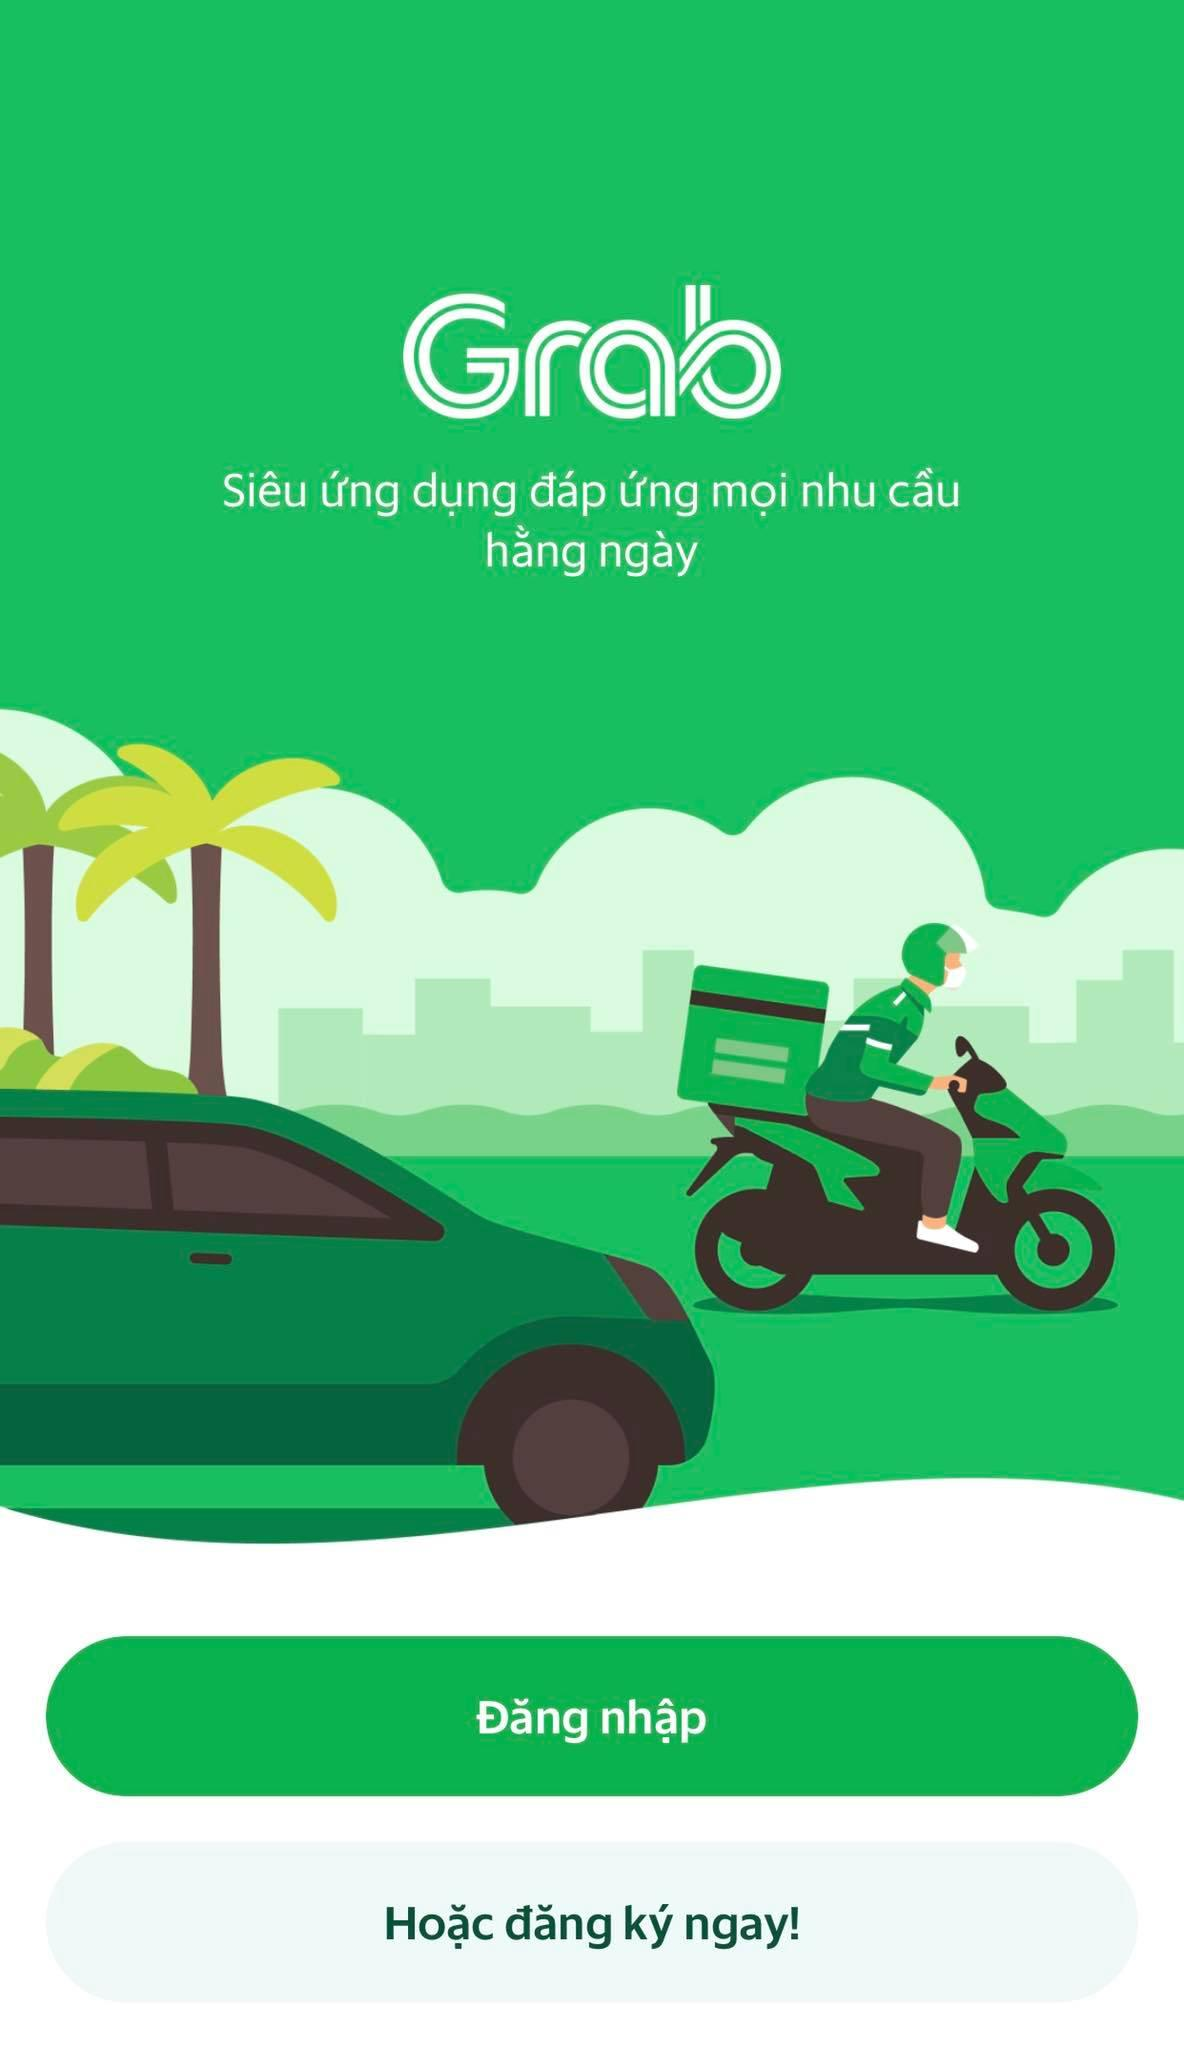 Grab
Siêu ứng dụng đáp ứng mọi nhu cầu
hằng ngày
Đăng nhập
Hoặc đăng ký ngay!